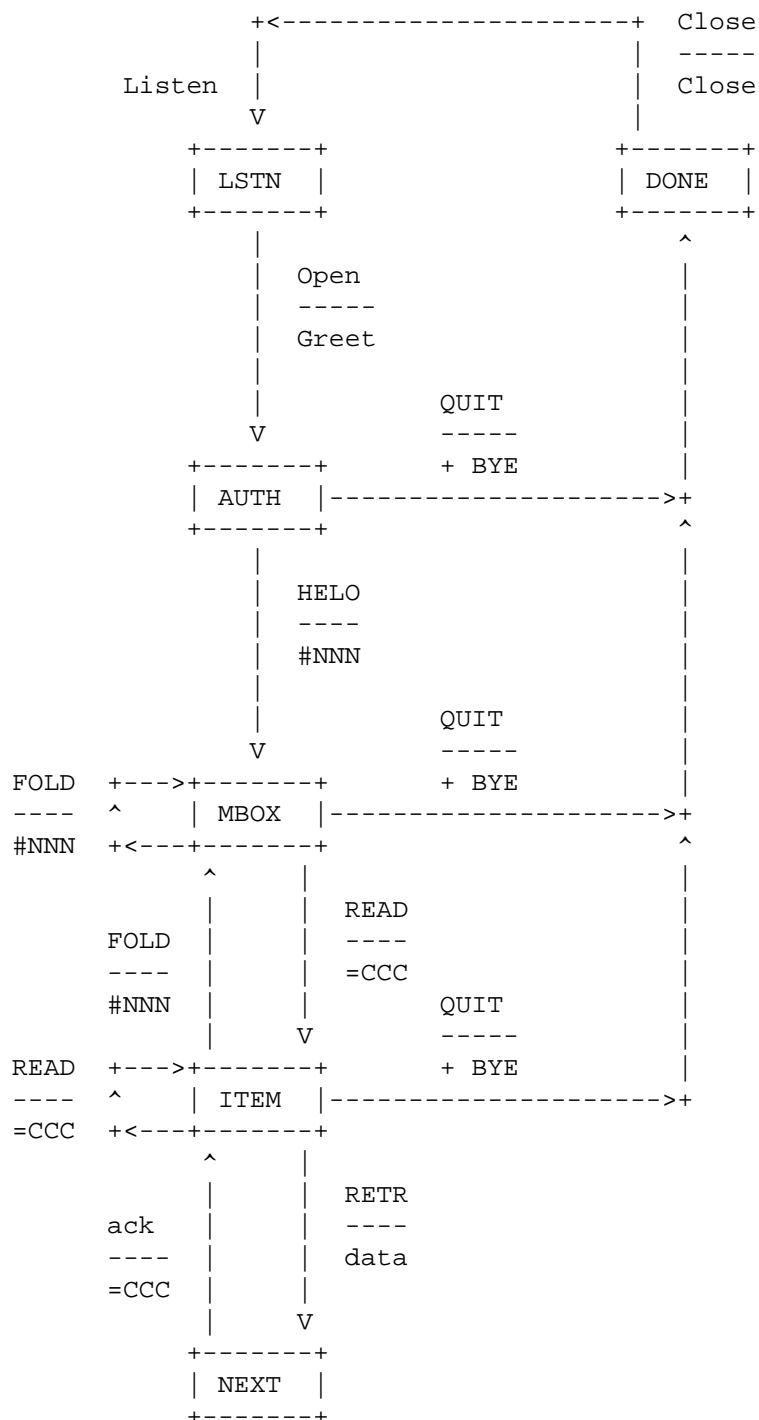 +<----------------------+ Close
| | -----
Listen | | Close
V |
+-------+ +-------+
| LSTN | | DONE |
+-------+ +-------+
| ^
| Open |
| ----- |
| Greet |
| |
| QUIT |
V ----- |
+-------+ + BYE |
| AUTH |--------------------->+
+-------+ ^
| |
| HELO |
| ---- |
| #NNN |
| |
| QUIT |
V ----- |
FOLD +--->+-------+ + BYE |
---- ^ | MBOX |--------------------->+
#NNN +<---+-------+ ^
^ | |
| | READ |
FOLD | | ---- |
---- | | =CCC |
#NNN | | QUIT |
| V ----- |
READ +--->+-------+ + BYE |
---- ^ | ITEM |--------------------->+
=CCC +<---+-------+
^ |
| | RETR
ack | | ----
---- | | data
=CCC | |
| V
+-------+
| NEXT |
+-------+